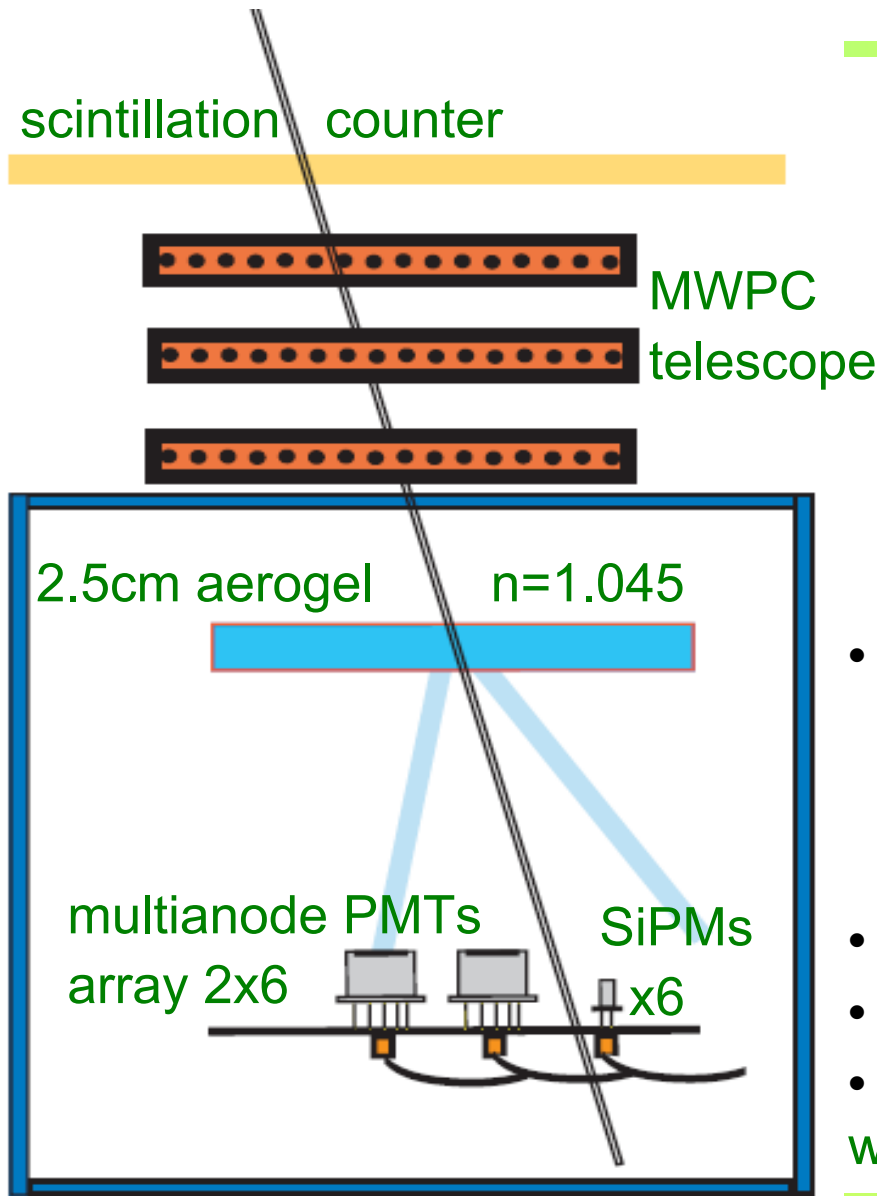 scintillation counter
MWPC
telescope
2.5cm aerogel n=1.045
multianode PMTs
array 2x6
SiPMs
x6